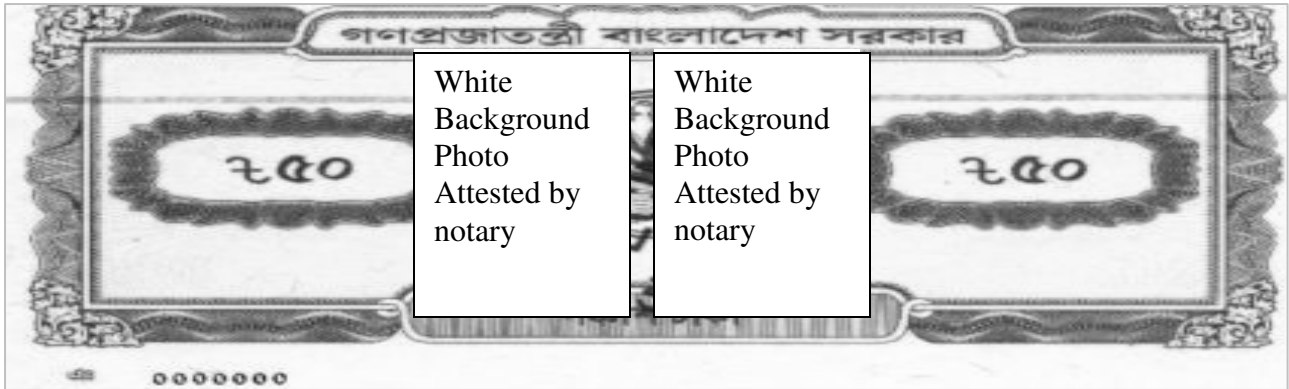 গণপ্রজাতন্ত্রী বাংলাদেশ সরকার
৳৫০
White
Background
Photo
Attested by
notary
White
Background
Photo
Attested by
notary
৳৫০
০০০০০০০